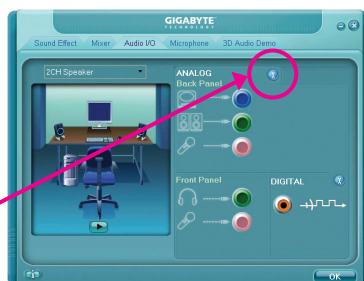 GIGABYTE
TECHNOLOGY
Sound Effect Mixer Audio I/O Microphone 3D Audio Demo
2CH Speaker
ANALOG
Back Panel
Front Panel
DIGITAL
OK